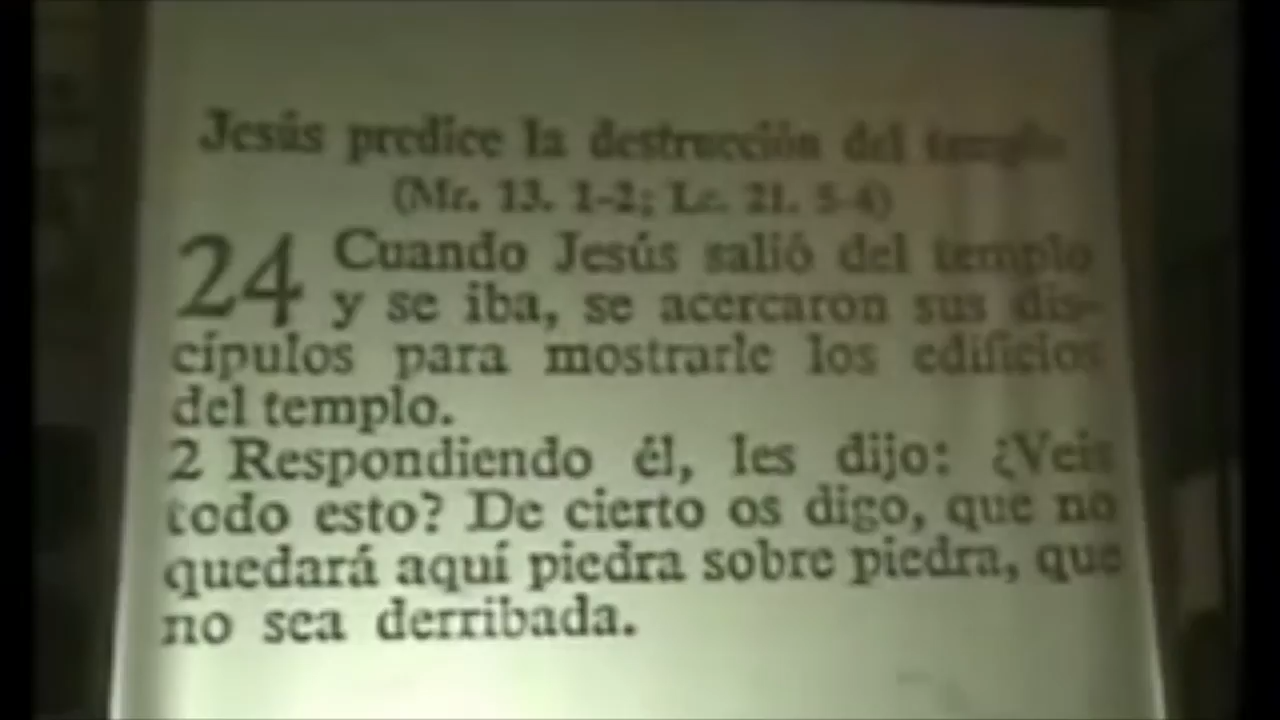 Jesús predice la destrucción del templo
(Mr. 13. 1-2; Lc. 21. 5-4)
24 Cuando Jesús salió del templo
y se iba, se acercaron sus dis-
cípulos para mostrarle los edificios
del templo.
2 Respondiendo él, les dijo: ¿Veis
todo esto? De cierto os digo, que no
quedará aquí piedra sobre piedra, que
no sea derribada.